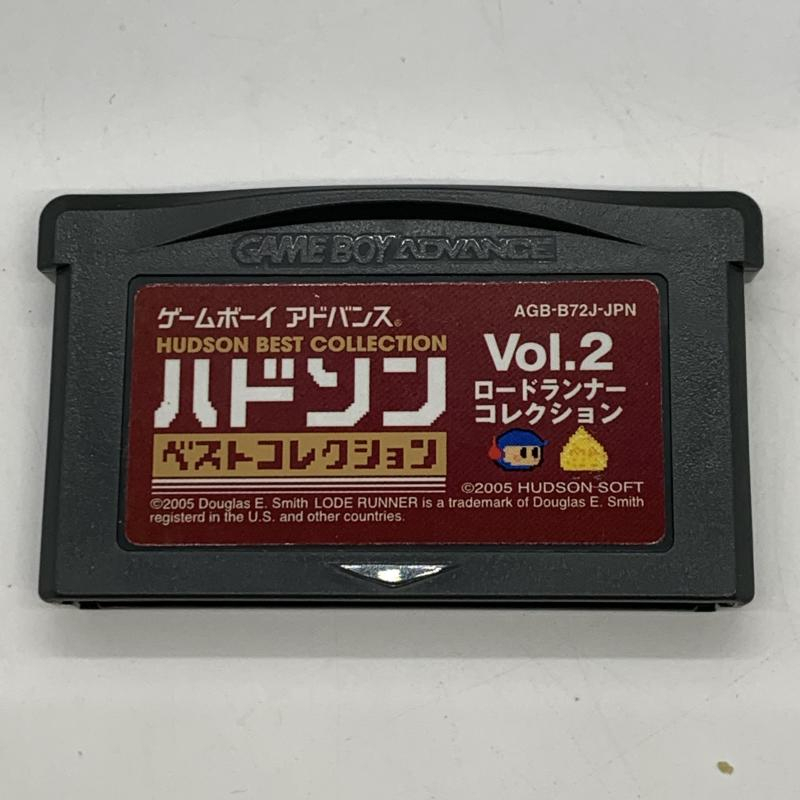 GAME BOY ADVANCE
ゲームボーイ アドバンス®
AGB-B72J-JPN
HUDSON BEST COLLECTION
ハドソン
ベストコレクション
Vol.2
ロードランナー
コレクション
©2005 HUDSON SOFT
©2005 Douglas E. Smith LODE RUNNER is a trademark of Douglas E. Smith
registerd in the U.S. and other countries.